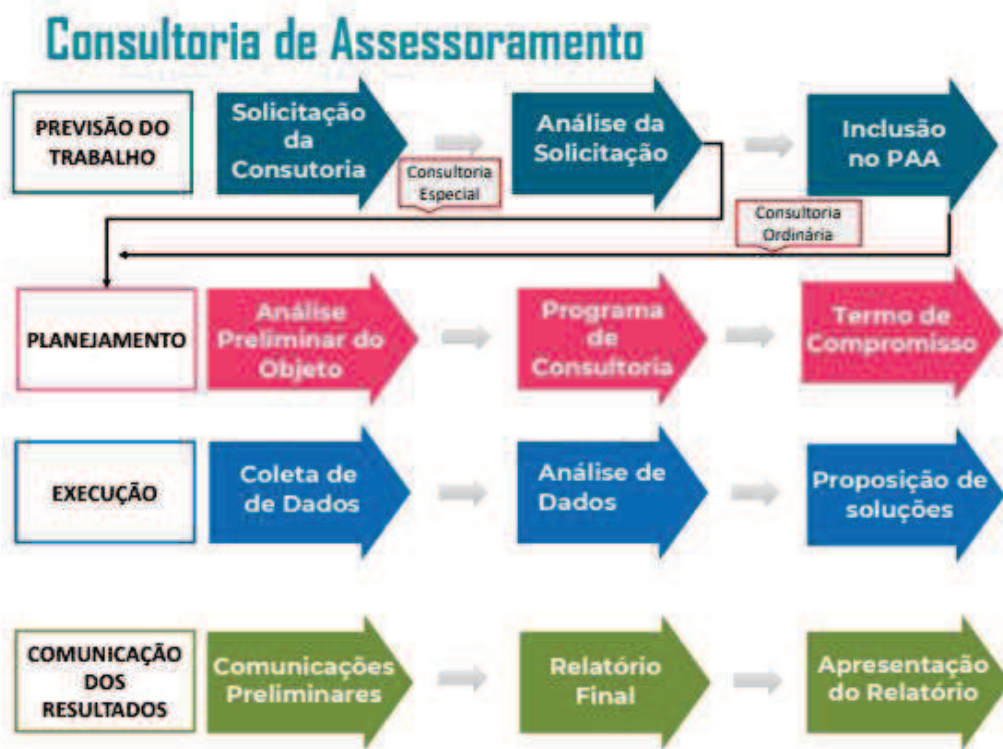 Consultoria de Assessoramento
PREVISÃO DO
TRABALHO
Solicitação
da
Consutoria
Análise da
Solicitação
Inclusão
no PAA
Consultoria
Especial
Consultoria
Ordinária
PLANEJAMENTO
Análise
Preliminar do
Objeto
Programa
de
Consultoria
Termo de
Compromisso
EXECUÇÃO
Coleta de
de Dados
Análise de
Dados
Proposição de
soluções
COMUNICAÇÃO
DOS
RESULTADOS
Comunicações
Preliminares
Relatório
Final
Apresentação
do Relatório